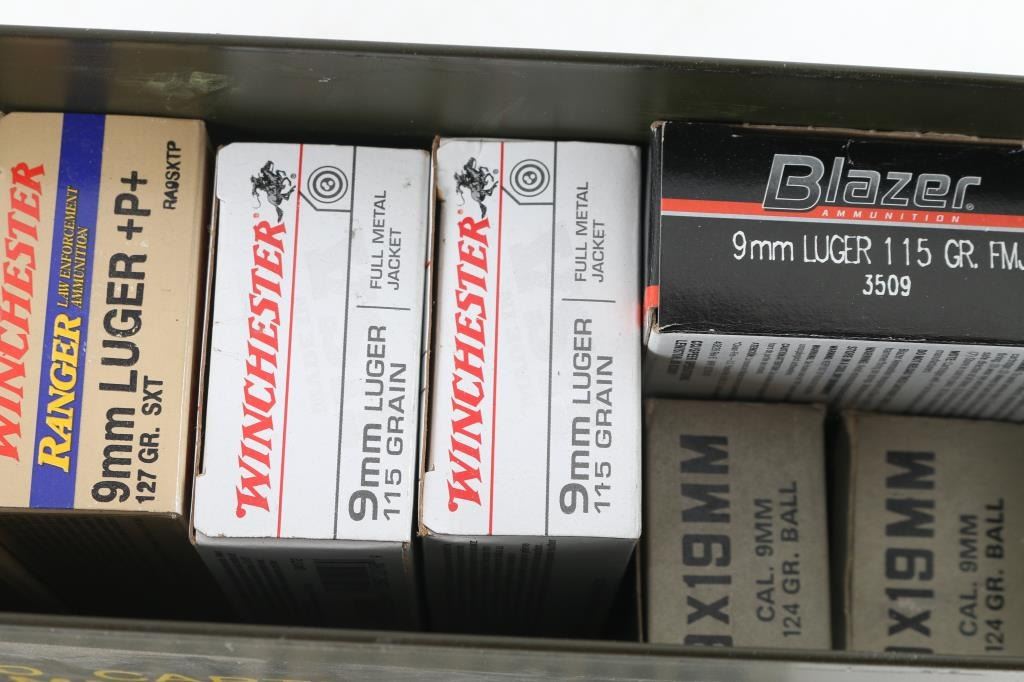 WINCHESTER
RANGER
LAW ENFORCEMENT
AMMUNITION
9mm LUGER +P+
127 GR. SXT
RA9SXTP
WINCHESTER
9mm LUGER
115 GRAIN
FULL METAL
JACKET
WINCHESTER
9mm LUGER
115 GRAIN
FULL METAL
JACKET
Blazer
AMMUNITION
9mm LUGER 115 GR. FMJ
3509
X19MM
CAL. 9MM
124 GR. BALL
X19MM
CAL. 9MM
124 GR. BALL